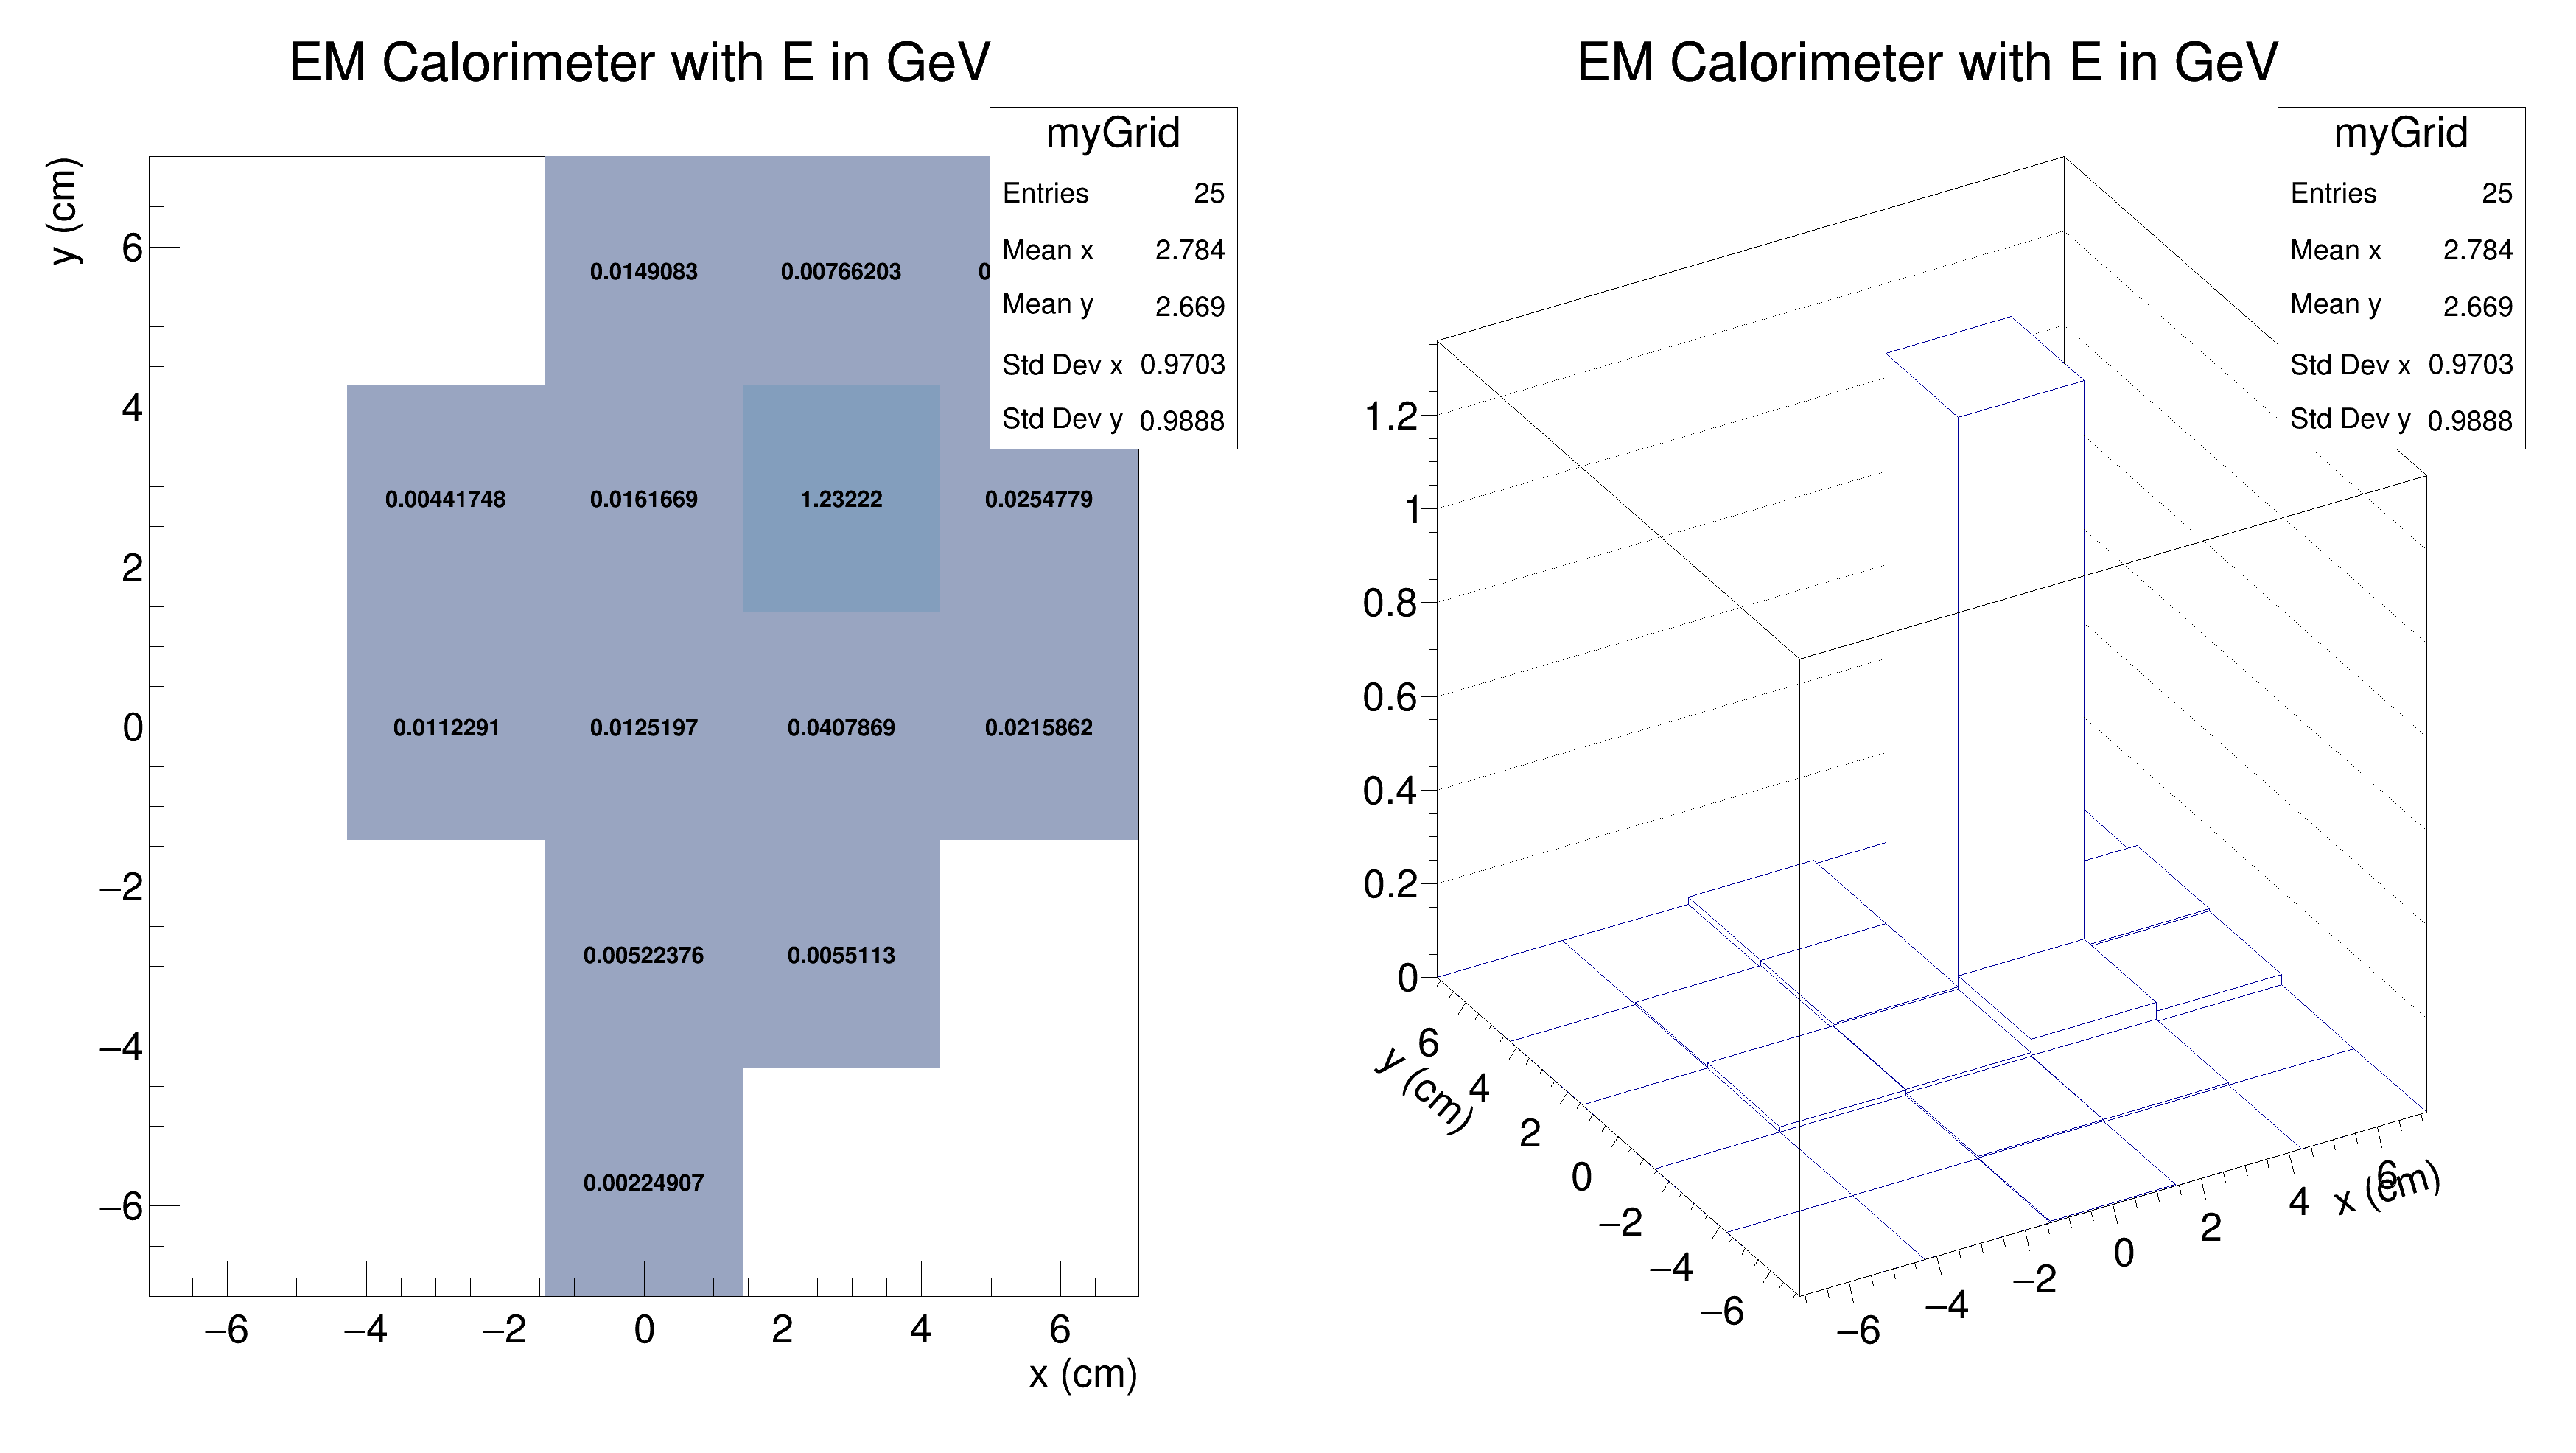 EM Calorimeter with E in GeV
myGrid
Entries 25
Mean x 2.784
Mean y 2.669
Std Dev x 0.9703
Std Dev y 0.9888
y (cm)
6
4
2
0
−2
−4
−6
0.0149083 0.00766203
0.00441748 0.0161669 1.23222 0.0254779
0.0112291 0.0125197 0.0407869 0.0215862
0.00522376 0.0055113
0.00224907
−6 −4 −2 0 2 4 6
x (cm)
EM Calorimeter with E in GeV
myGrid
Entries 25
Mean x 2.784
Mean y 2.669
Std Dev x 0.9703
Std Dev y 0.9888
1.2
1
0.8
0.6
0.4
0.2
0
y (cm)
6
4
2
0
−2
−4
−6
−6 −4 −2 0 2 4 6
x (cm)